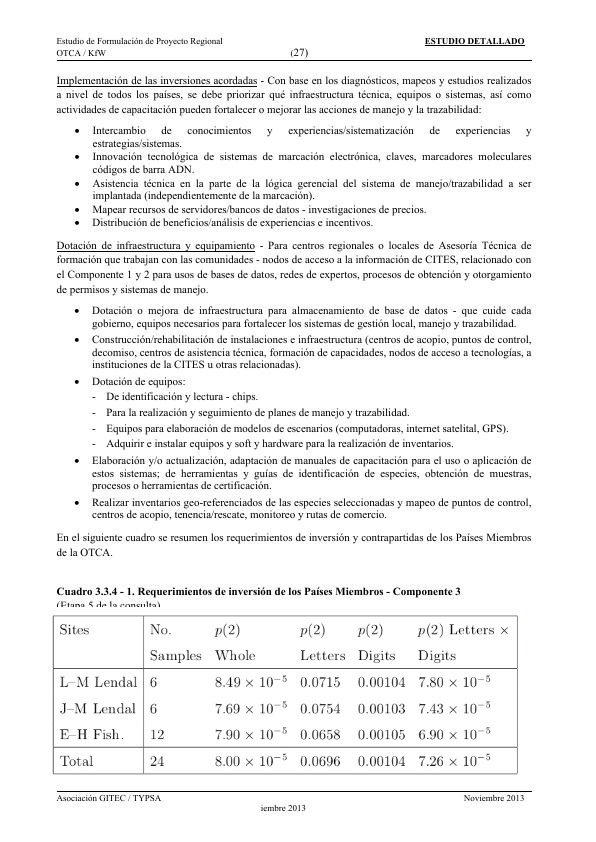 Estudio de Formulación de Proyecto Regional ESTUDIO DETALLADO
OTCA / KfW (27)
Implementación de las inversiones acordadas - Con base en los diagnósticos, mapeos y estudios realizados
a nivel de todos los países, se debe priorizar qué infraestructura técnica, equipos o sistemas, así como
actividades de capacitación pueden fortalecer o mejorar las acciones de manejo y la trazabilidad:
• Intercambio de conocimientos y experiencias/sistematización de experiencias y
estrategias/sistemas.
• Innovación tecnológica de sistemas de marcación electrónica, claves, marcadores moleculares
códigos de barra ADN.
• Asistencia técnica en la parte de la lógica gerencial del sistema de manejo/trazabilidad a ser
implantada (independientemente de la marcación).
• Mapear recursos de servidores/bancos de datos - investigaciones de precios.
• Distribución de beneficios/análisis de experiencias e incentivos.
Dotación de infraestructura y equipamiento - Para centros regionales o locales de Asesoría Técnica de
formación que trabajan con las comunidades - nodos de acceso a la información de CITES, relacionado con
el Componente 1 y 2 para usos de bases de datos, redes de expertos, procesos de obtención y otorgamiento
de permisos y sistemas de manejo.
• Dotación o mejora de infraestructura para almacenamiento de base de datos - que cuide cada
gobierno, equipos necesarios para fortalecer los sistemas de gestión local, manejo y trazabilidad.
• Construcción/rehabilitación de instalaciones e infraestructura (centros de acopio, puntos de control,
decomiso, centros de asistencia técnica, formación de capacidades, nodos de acceso a tecnologías, a
instituciones de la CITES u otras relacionadas).
• Dotación de equipos:
- De identificación y lectura - chips.
- Para la realización y seguimiento de planes de manejo y trazabilidad.
- Equipos para elaboración de modelos de escenarios (computadoras, internet satelital, GPS).
- Adquirir e instalar equipos y soft y hardware para la realización de inventarios.
• Elaboración y/o actualización, adaptación de manuales de capacitación para el uso o aplicación de
estos sistemas; de herramientas y guías de identificación de especies, obtención de muestras,
procesos o herramientas de certificación.
• Realizar inventarios geo-referenciados de las especies seleccionadas y mapeo de puntos de control,
centros de acopio, tenencia/rescate, monitoreo y rutas de comercio.
En el siguiente cuadro se resumen los requerimientos de inversión y contrapartidas de los Países Miembros
de la OTCA.
Cuadro 3.3.4 - 1. Requerimientos de inversión de los Países Miembros - Componente 3
(Etapa 5 de la consulta)
Sites No. p(2) p(2) p(2) p(2) Letters ×
Samples Whole Letters Digits Digits
L–M Lendal 6 8.49 × 10⁻⁵ 0.0715 0.00104 7.80 × 10⁻⁵
J–M Lendal 6 7.69 × 10⁻⁵ 0.0754 0.00103 7.43 × 10⁻⁵
E–H Fish. 12 7.90 × 10⁻⁵ 0.0658 0.00105 6.90 × 10⁻⁵
Total 24 8.00 × 10⁻⁵ 0.0696 0.00104 7.26 × 10⁻⁵
Asociación GITEC / TYPSA Noviembre 2013
iembre 2013